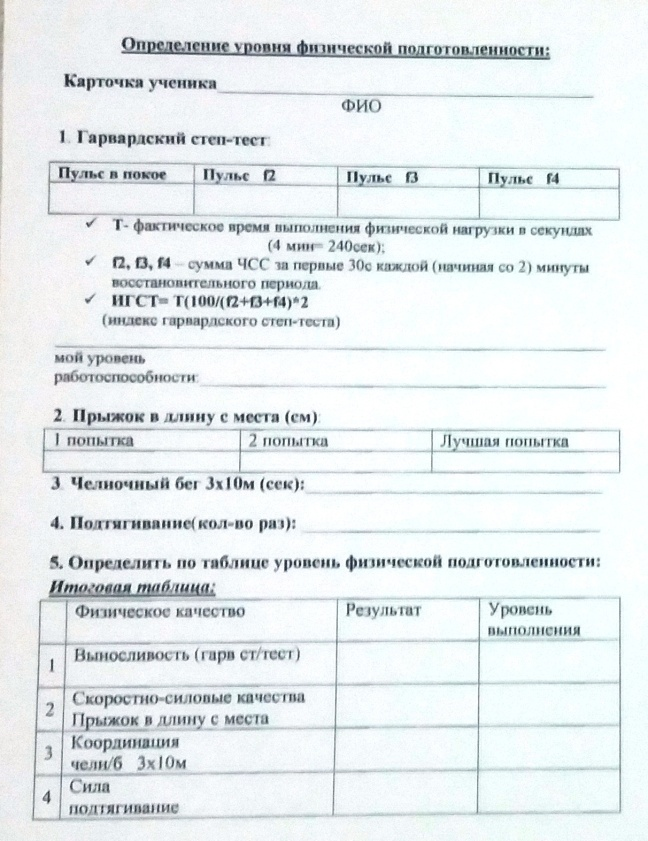 Определение уровня физической подготовленности:
Карточка ученика
ФИО
1. Гарвардский степ-тест:
Пульс в покое Пульс f2 Пульс f3 Пульс f4
✓ Т- фактическое время выполнения физической нагрузки в секундах
(4 мин= 240сек);
✓ f2, f3, f4 – сумма ЧСС за первые 30с каждой (начиная со 2) минуты
восстановительного периода.
✓ ИГСТ= Т(100/(f2+f3+f4)*2
(индекс гарвардского степ-теста)
мой уровень
работоспособности:
2. Прыжок в длину с места (см):
1 попытка 2 попытка Лучшая попытка
3. Челночный бег 3х10м (сек):
4. Подтягивание(кол-во раз):
5. Определить по таблице уровень физической подготовленности:
Итоговая таблица:
Физическое качество Результат Уровень
выполнения
1 Выносливость (гарв ст/тест)
2 Скоростно-силовые качества
Прыжок в длину с места
3 Координация
челн/б 3х10м
4 Сила
подтягивание